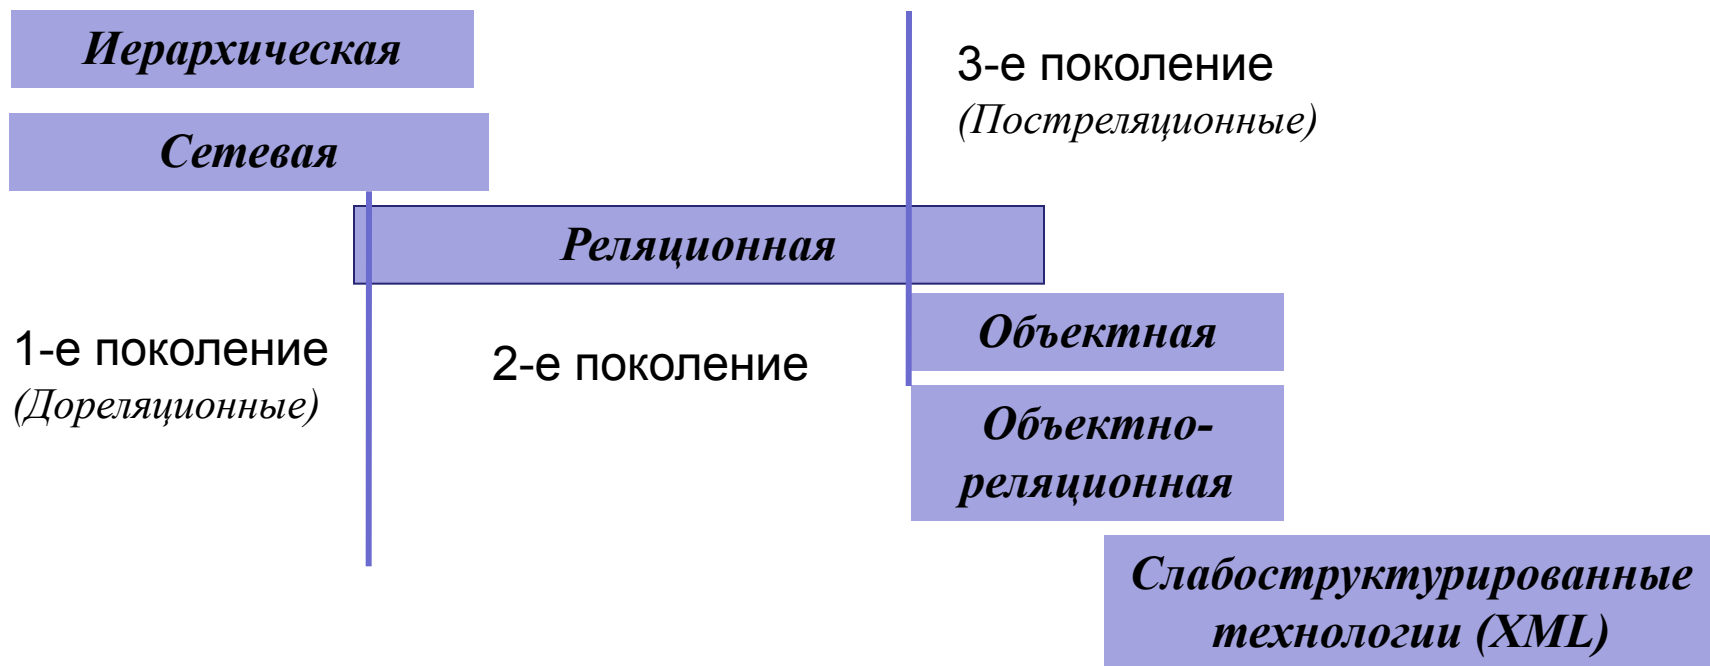 Иерархическая
Сетевая
3-е поколение
(Постреляционные)
Реляционная
1-е поколение
(Дореляционные)
2-е поколение
Объектная
Объектно-
реляционная
Слабоструктурированные
технологии (XML)